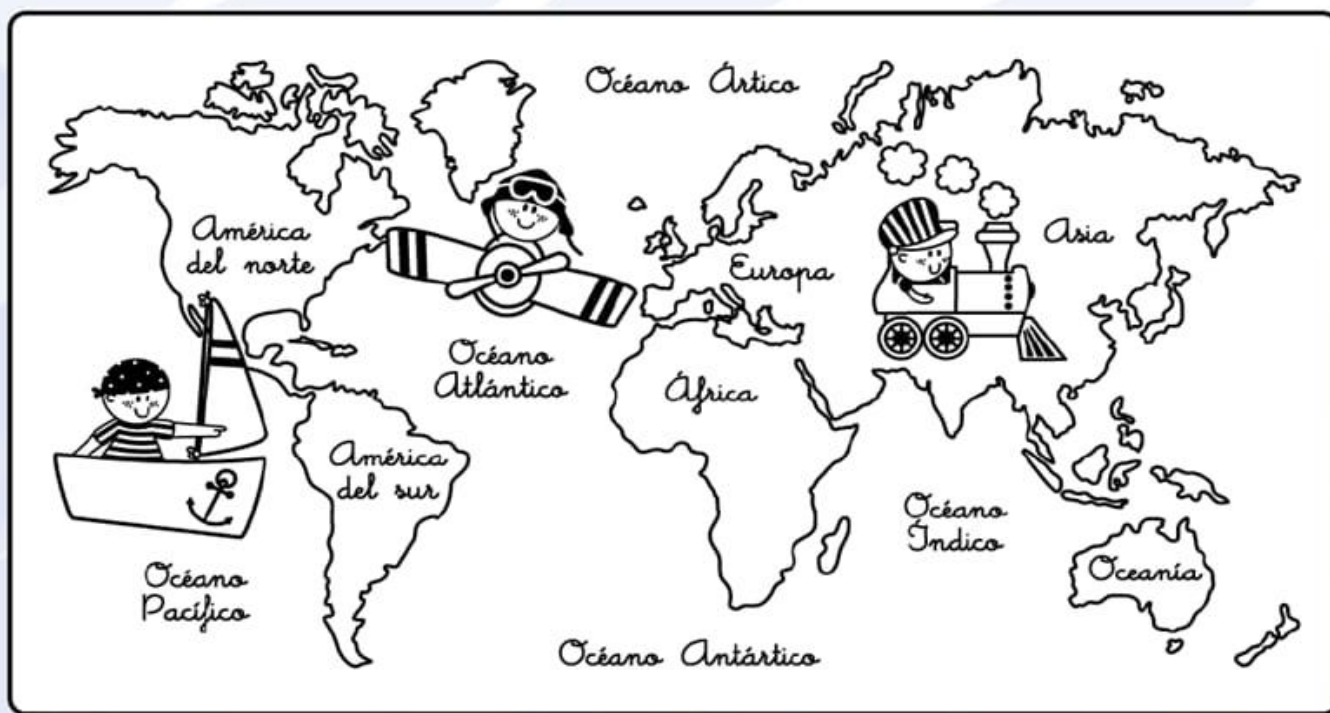 Océano Ártico
América
del norte
Europa
Asia
Océano
Atlántico
África
América
del sur
Océano
Índico
Oceanía
Océano
Pacífico
Océano Antártico